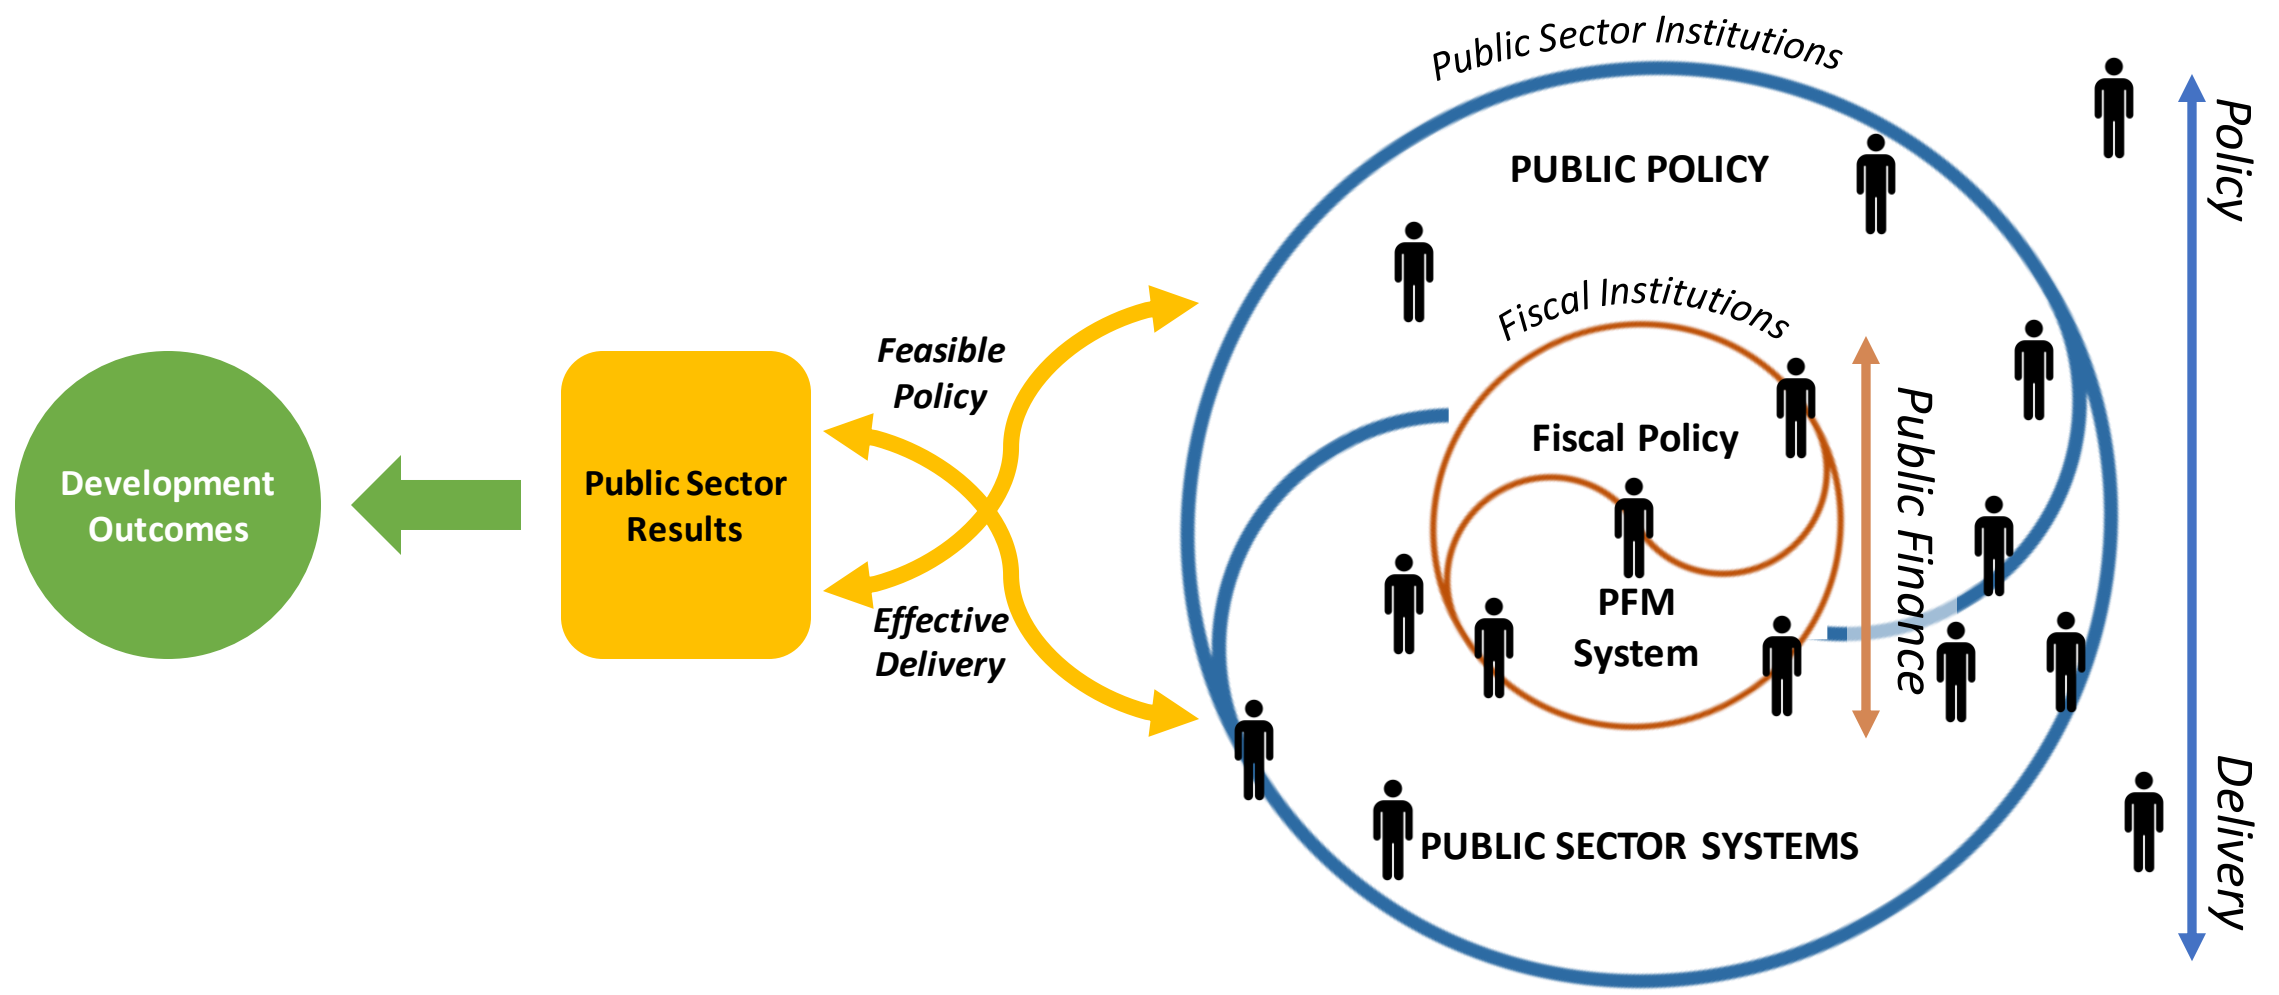 Public Sector Institutions
PUBLIC POLICY
Policy
Fiscal Institutions
Feasible
Policy
Fiscal Policy
Public Finance
Development
Outcomes
Public Sector
Results
PFM
System
Effective
Delivery
PUBLIC SECTOR SYSTEMS
Delivery